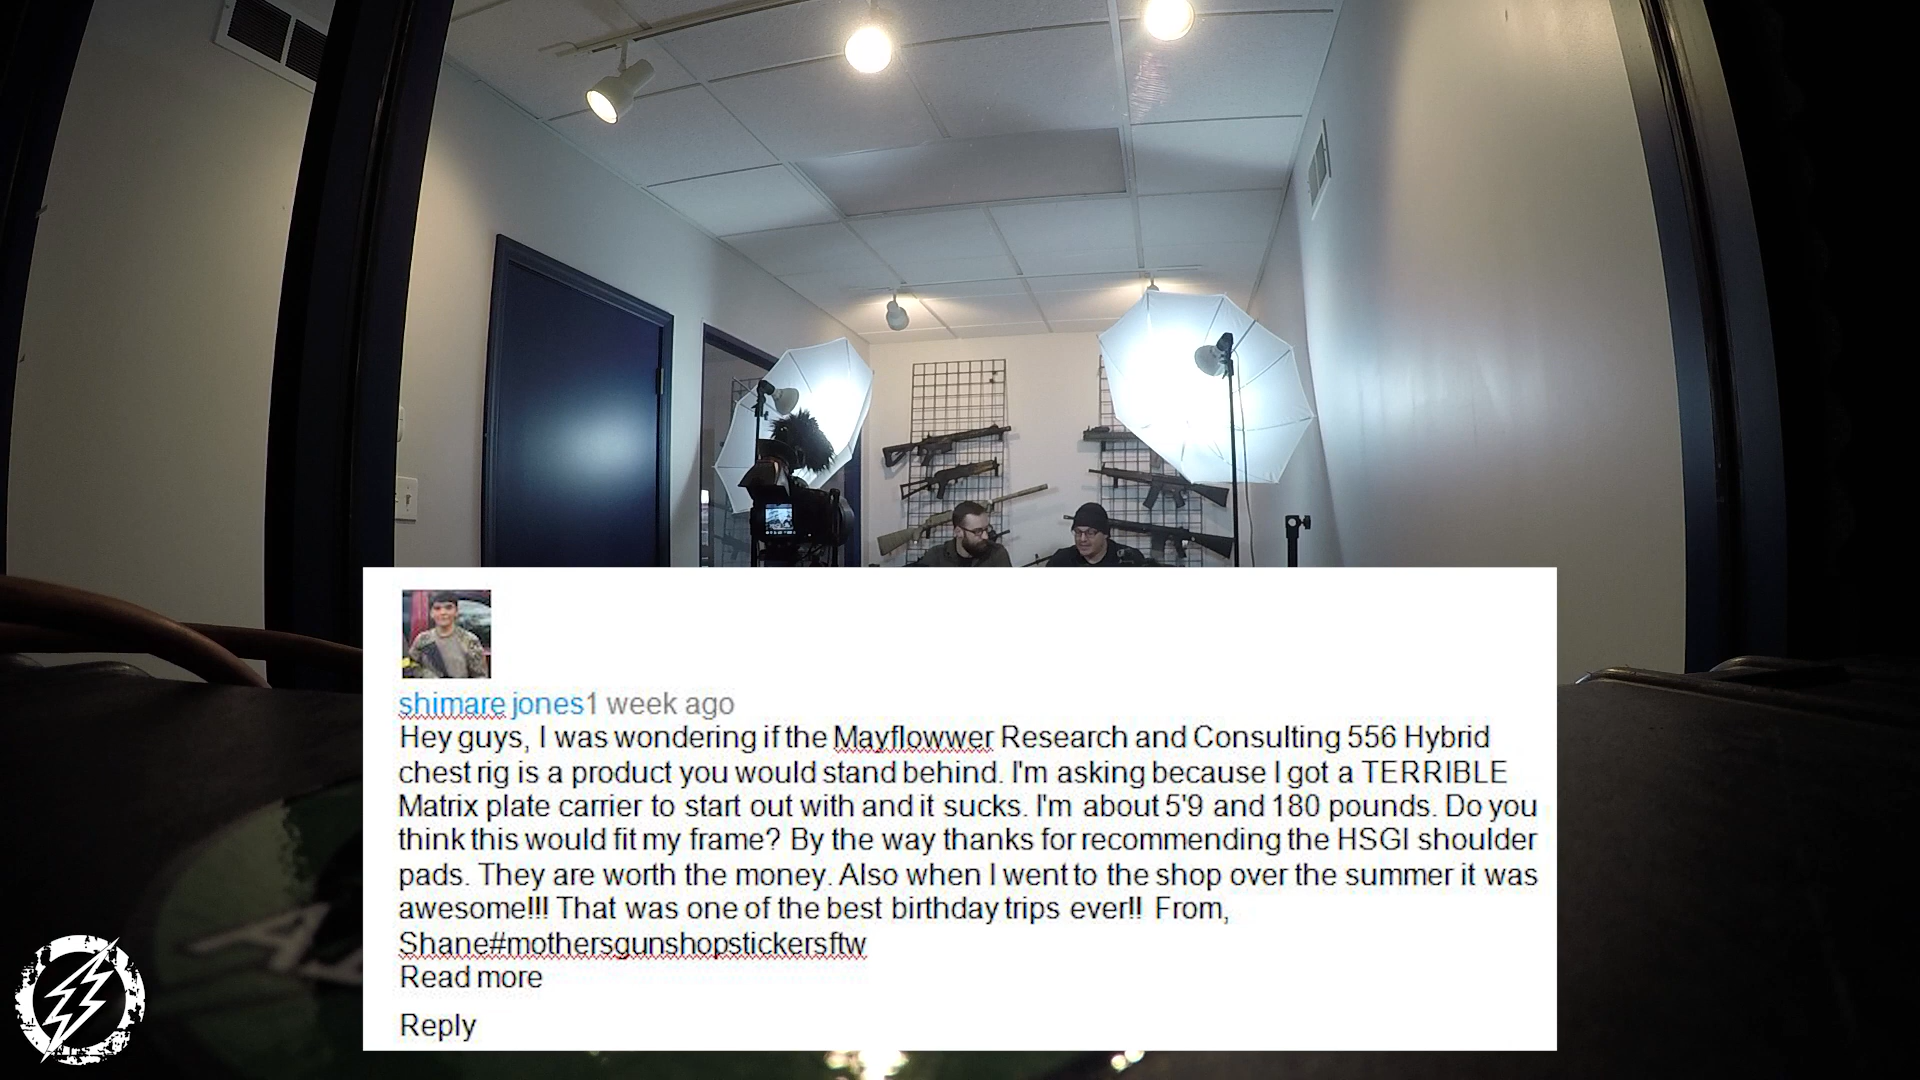 shimare jones1 week ago
Hey guys, I was wondering if the Mayflowwer Research and Consulting 556 Hybrid
chest rig is a product you would stand behind. I'm asking because I got a TERRIBLE
Matrix plate carrier to start out with and it sucks. I'm about 5'9 and 180 pounds. Do you
think this would fit my frame? By the way thanks for recommending the HSGI shoulder
pads. They are worth the money. Also when I went to the shop over the summer it was
awesome!!! That was one of the best birthday trips ever!! From,
Shane#mothersgunshopstickersftw
Read more
Reply